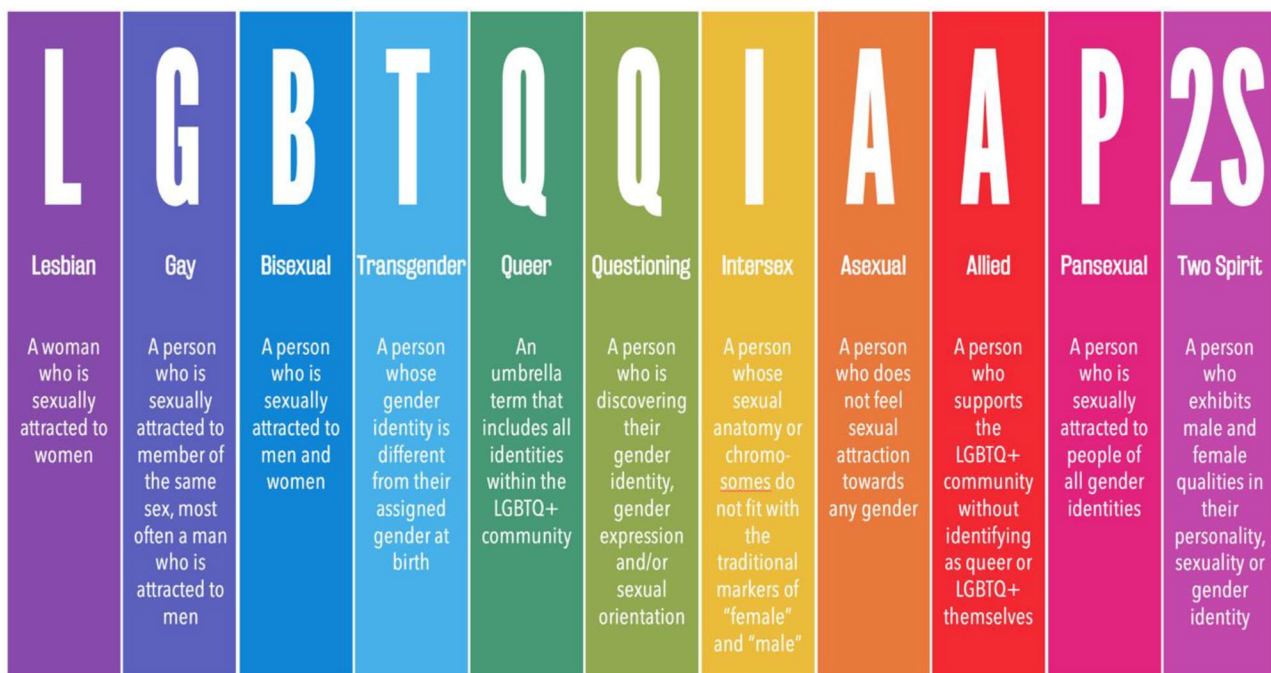 L
Lesbian
A woman
who is
sexually
attracted to
women
G
Gay
A person
who is
sexually
attracted to
member of
the same
sex, most
often a man
who is
attracted to
men
B
Bisexual
A person
who is
sexually
attracted to
men and
women
T
Transgender
A person
whose
gender
identity is
different
from their
assigned
gender at
birth
Q
Queer
An
umbrella
term that
includes all
identities
within the
LGBTQ+
community
Q
Questioning
A person
who is
discovering
their
gender
identity,
gender
expression
and/or
sexual
orientation
I
Intersex
A person
whose
sexual
anatomy or
chromo-
somes do
not fit with
the
traditional
markers of
"female"
and "male"
A
Asexual
A person
who does
not feel
sexual
attraction
towards
any gender
A
Allied
A person
who
supports
the
LGBTQ+
community
without
identifying
as queer or
LGBTQ+
themselves
P
Pansexual
A person
who is
sexually
attracted to
people of
all gender
identities
2S
Two Spirit
A person
who
exhibits
male and
female
qualities in
their
personality,
sexuality or
gender
identity